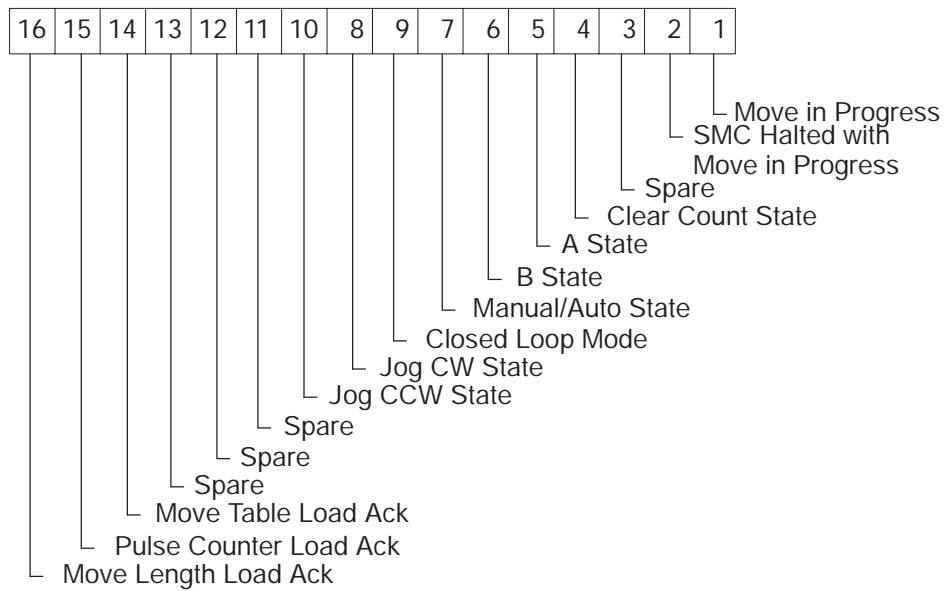 16 15 14 13 12 11 10 8 9 7 6 5 4 3 2 1
Move in Progress
SMC Halted with
Move in Progress
Spare
Clear Count State
A State
B State
Manual/Auto State
Closed Loop Mode
Jog CW State
Jog CCW State
Spare
Spare
Spare
Move Table Load Ack
Pulse Counter Load Ack
Move Length Load Ack